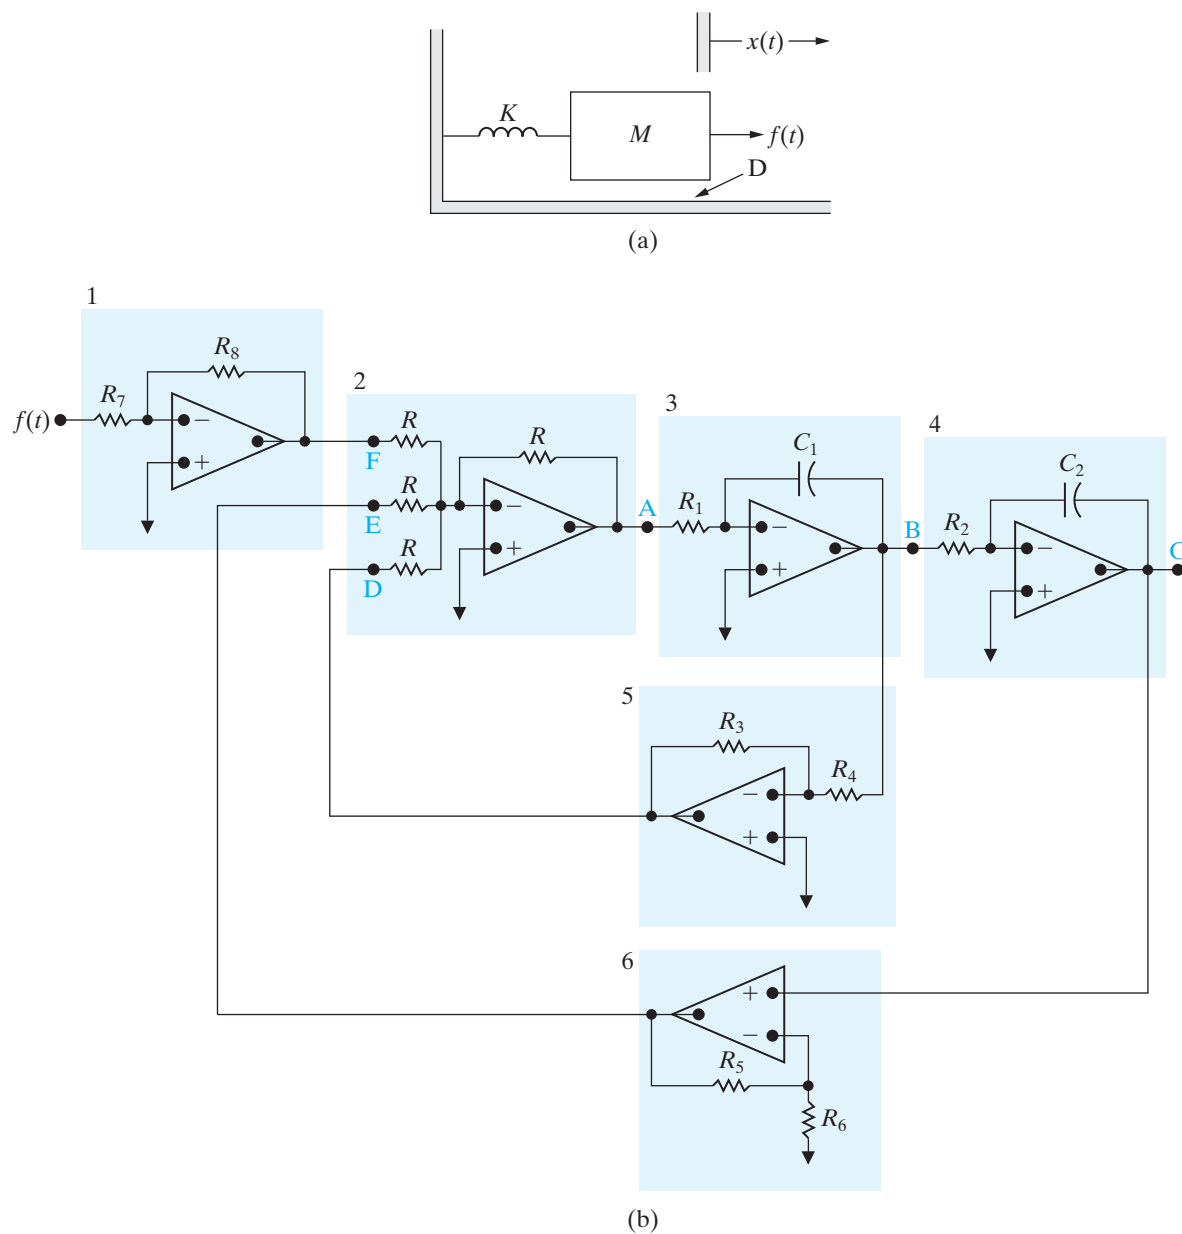 x(t)
K
M
f(t)
D
(a)
1
R8
R7
f(t)
−
+
F
2
R
R
R
R
E
D
−
+
A
3
C1
R1
−
+
B
4
C2
R2
−
+
C
5
R3
R4
−
+
6
+
−
R5
R6
(b)